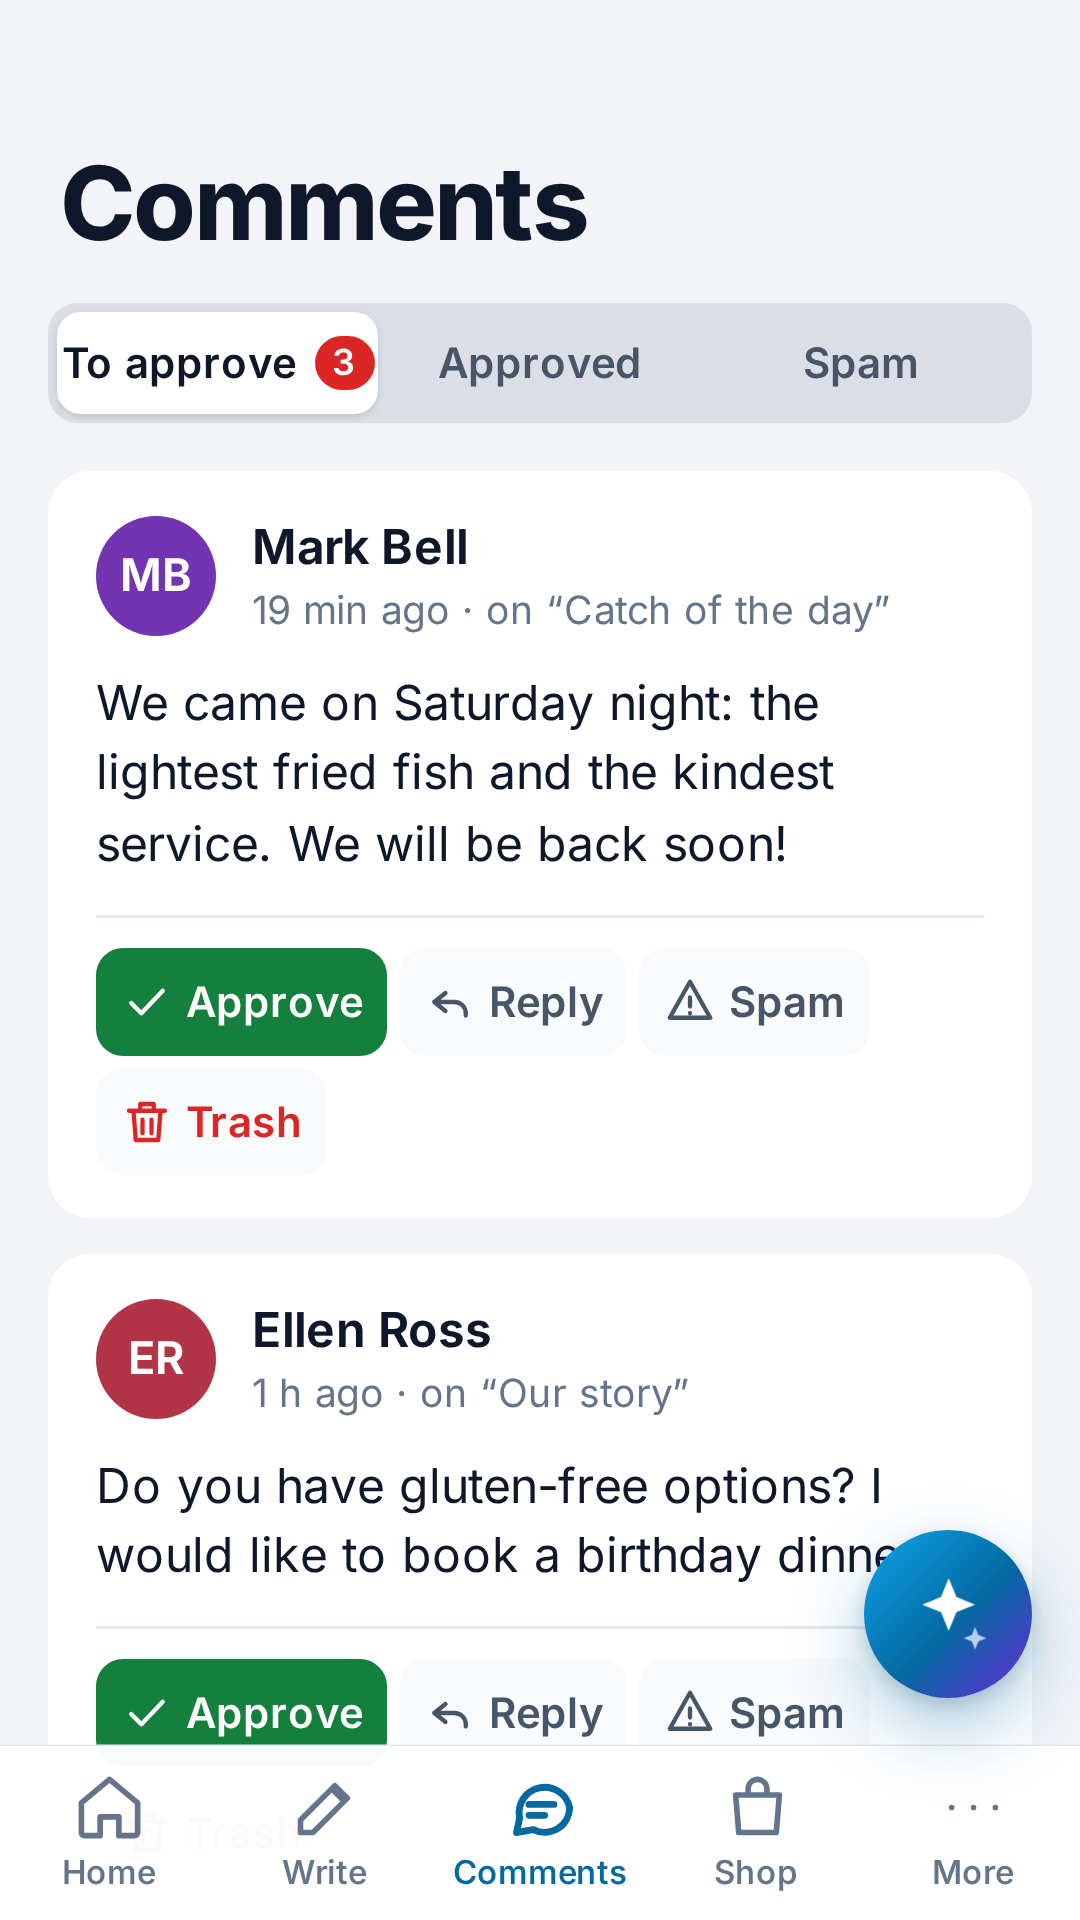 Comments
To approve 3 Approved Spam
MB Mark Bell
19 min ago · on “Catch of the day”
We came on Saturday night: the
lightest fried fish and the kindest
service. We will be back soon!
Approve Reply Spam
Trash
ER Ellen Ross
1 h ago · on “Our story”
Do you have gluten-free options? I
would like to book a birthday dinne
Approve Reply Spam
Trash
Home Write Comments Shop More